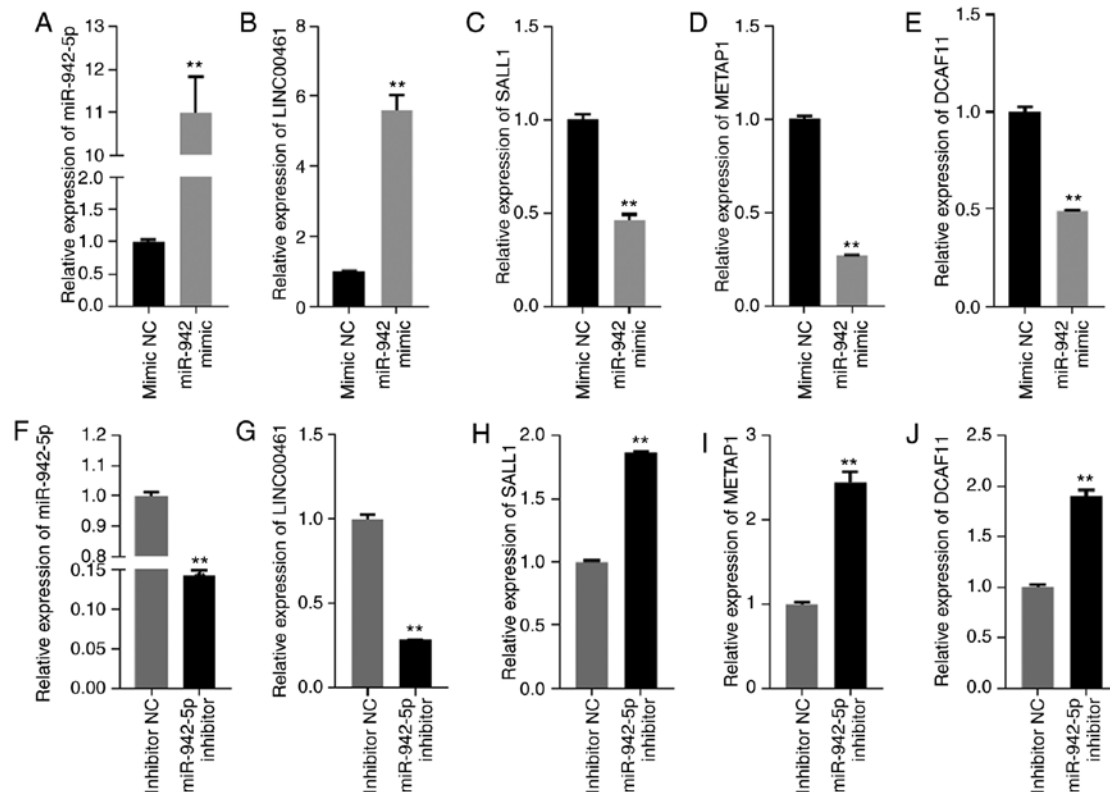 A
Relative expression of miR-942-5p
13
12
11
10
2.0
1.5
1.0
0.5
0.0
**
Mimic NC
miR-942
mimic
B
Relative expression of LINC00461
8
6
4
2
0
**
Mimic NC
miR-942
mimic
C
Relative expression of SALL1
1.5
1.0
0.5
0.0
**
Mimic NC
miR-942
mimic
D
Relative expression of METAP1
1.5
1.0
0.5
0.0
**
Mimic NC
miR-942
mimic
E
Relative expression of DCAF11
1.5
1.0
0.5
0.0
**
Mimic NC
miR-942
mimic
F
Relative expression of miR-942-5p
1.2
1.1
1.0
0.9
0.8
0.15
0.10
0.05
0.00
**
Inhibitor NC
miR-942-5p
inhibitor
G
Relative expression of LINC00461
1.5
1.0
0.5
0.0
**
Inhibitor NC
miR-942-5p
inhibitor
H
Relative expression of SALL1
2.0
1.5
1.0
0.5
0.0
**
Inhibitor NC
miR-942-5p
inhibitor
I
Relative expression of METAP1
3
2
1
0
**
Inhibitor NC
miR-942-5p
inhibitor
J
Relative expression of DCAF11
2.5
2.0
1.5
1.0
0.5
0.0
**
Inhibitor NC
miR-942-5p
inhibitor